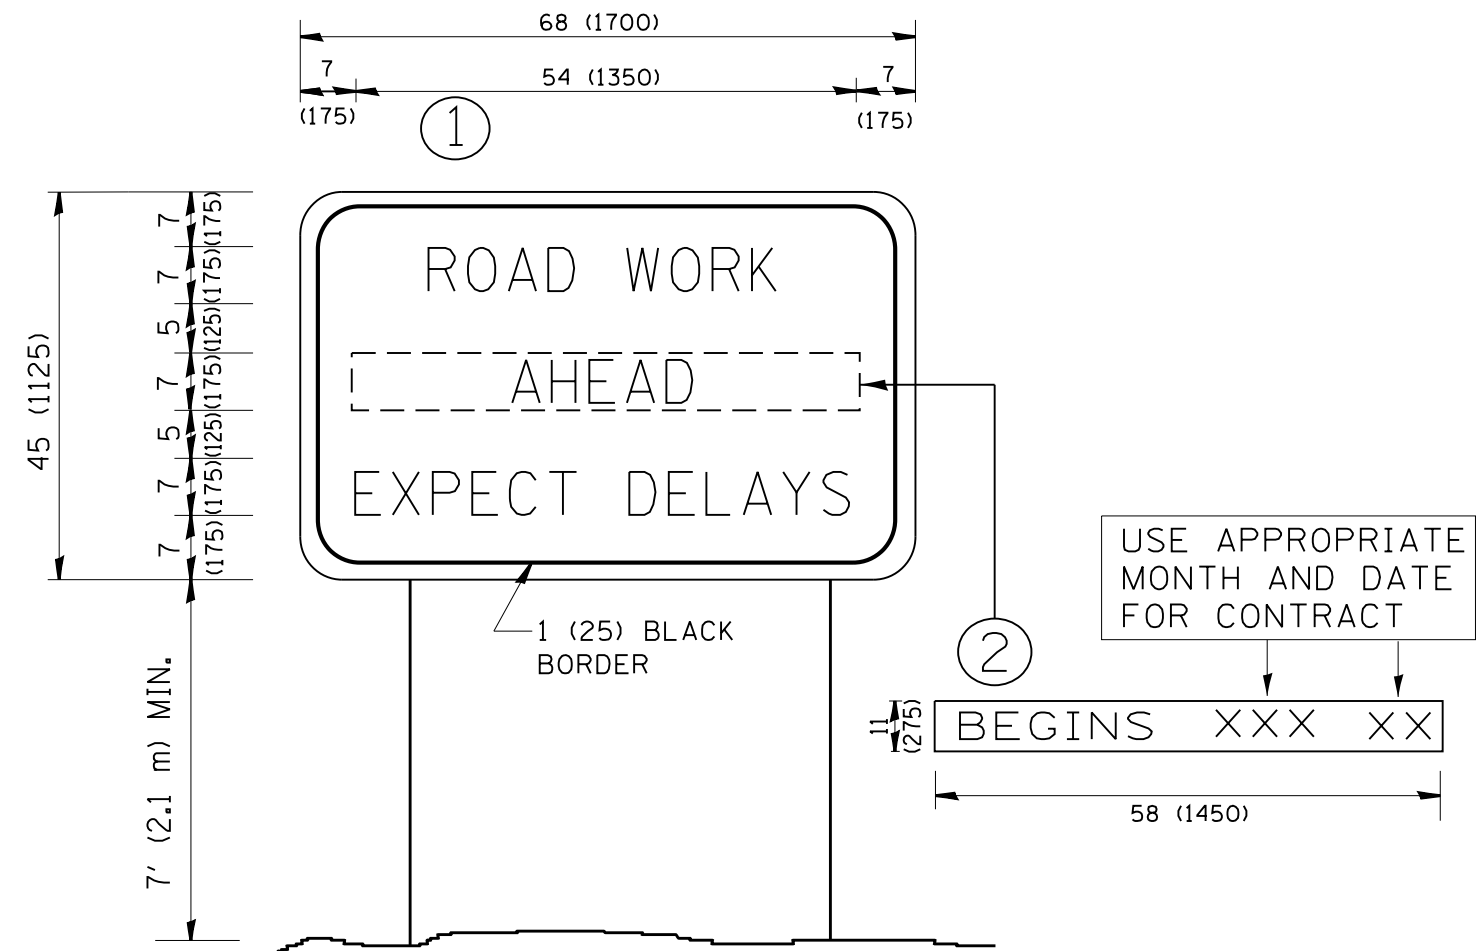 68 (1700)
7
54 (1350)
7
(175)
(175)
1
7
(175)
7
(175)
5
(125)
7
(175)
5
(125)
7
(175)
7
(175)
45 (1125)
ROAD WORK
AHEAD
EXPECT DELAYS
1 (25) BLACK
BORDER
7' (2.1 m) MIN.
2
USE APPROPRIATE
MONTH AND DATE
FOR CONTRACT
11
(275)
BEGINS XXX XX
58 (1450)